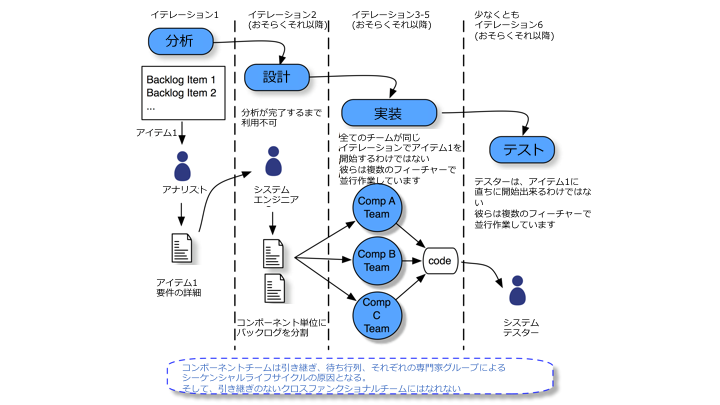 イテレーション1
分析
Backlog Item 1
Backlog Item 2
...
アイテム1
アナリスト
アイテム1
要件の詳細
イテレーション2
(おそらくそれ以降)
設計
分析が完了するまで
利用不可
システム
エンジニア
コンポーネント単位に
バックログを分割
イテレーション3-5
(おそらくそれ以降)
実装
全てのチームが同じ
イテレーションでアイテム1を
開始するわけではない
彼らは複数のフィーチャーで
並行作業しています
Comp A
Team
Comp B
Team
Comp
C
Team
code
少なくとも
イテレーション6
(おそらくそれ以降)
テスト
テスターは、アイテム1に
直ちに開始出来るわけではな
い
彼らは複数のフィーチャーで
並行作業しています
システム
テスター
コンポーネントチームは引き継ぎ、待ち行列、それぞれの専門家グループによる
シーケンシャルライフサイクルの原因となる。
そして、引き継ぎのないクロスファンクショナルチームにはなれない